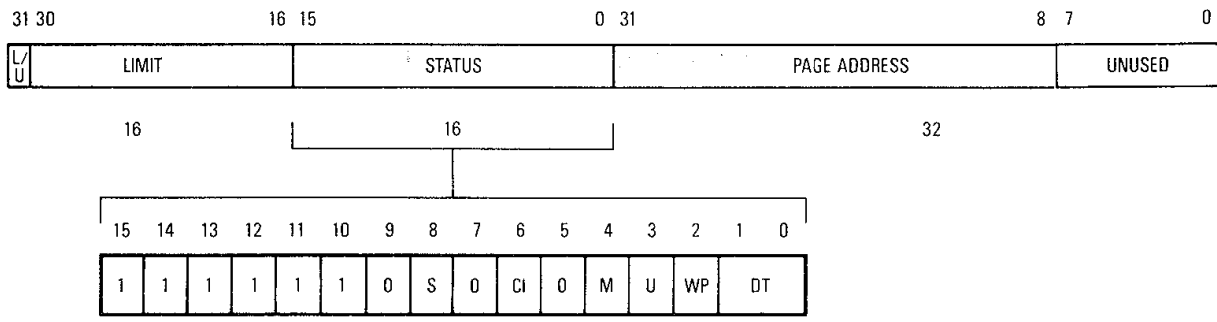 31 30 16 15 0 31 8 7 0
L/U LIMIT STATUS PAGE ADDRESS UNUSED
16 16 32
15 14 13 12 11 10 9 8 7 6 5 4 3 2 1 0
1 1 1 1 1 1 0 S 0 CI 0 M U WP DT